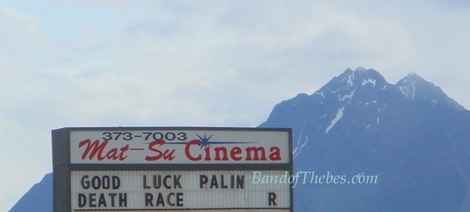 373-7003
Mat-Su Cinema
GOOD LUCK PALIN
BandofThebes.com
DEATH RACE R